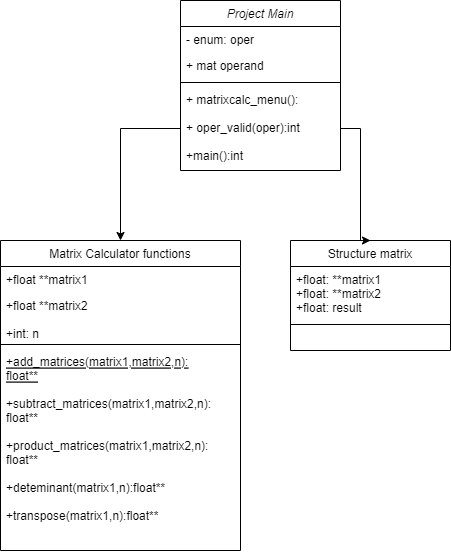 Project Main
- enum: oper
+ mat operand
+ matrixcalc_menu():
+ oper_valid(oper):int
+main():int
Matrix Calculator functions
+float **matrix1
+float **matrix2
+int: n
+add_matrices(matrix1,matrix2,n):
float**
+subtract_matrices(matrix1,matrix2,n):
float**
+product_matrices(matrix1,matrix2,n):
float**
+deteminant(matrix1,n):float**
+transpose(matrix1,n):float**
Structure matrix
+float: **matrix1
+float: **matrix2
+float: result